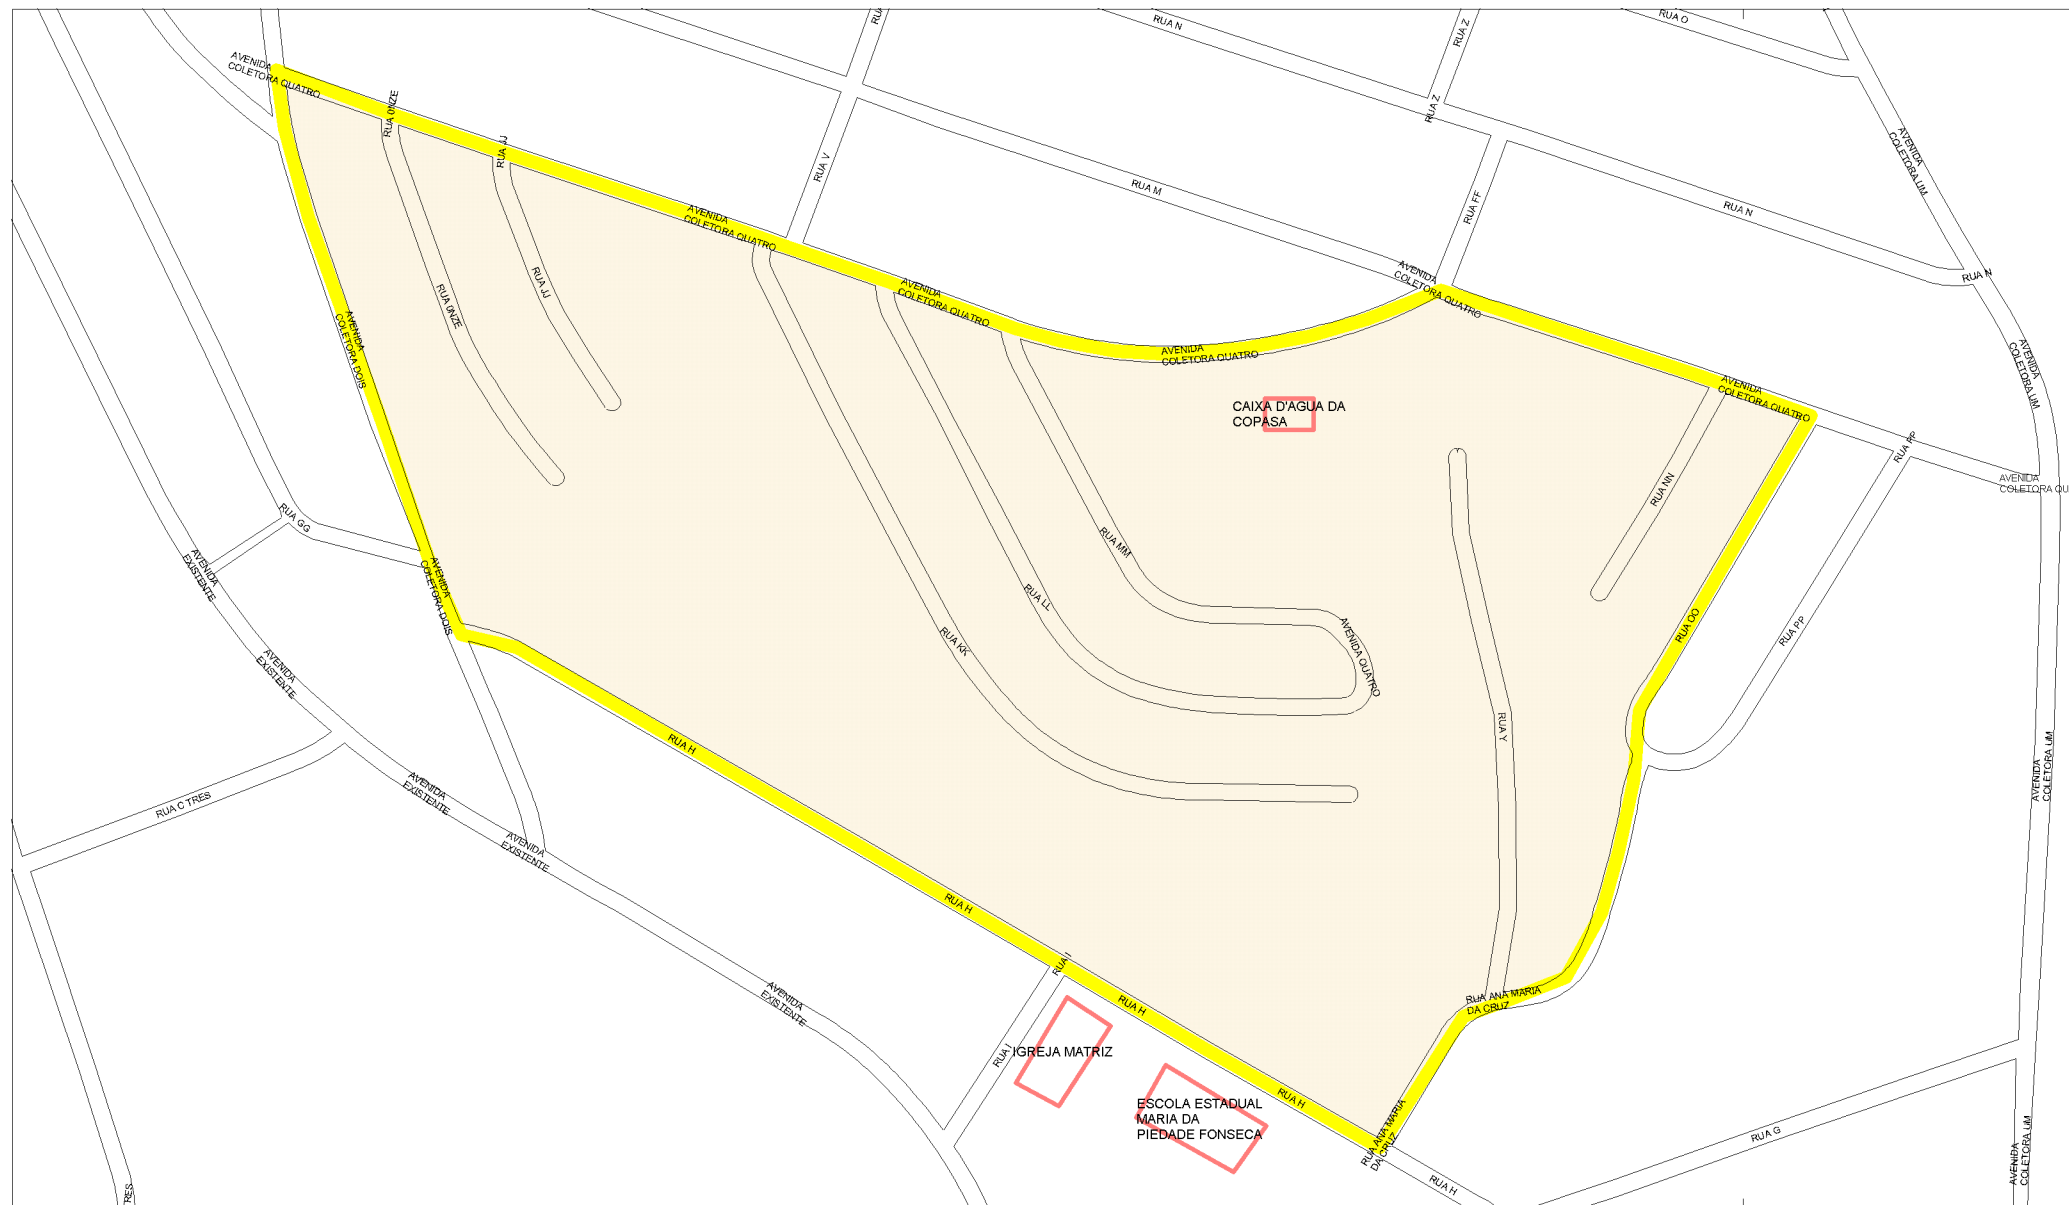 RUA N
RUA Z
RUA O
AVENIDA
COLETORA QUATRO
RUA 0NZE
RUA Z
RUA JJ
RUA V
RUA M
AVENIDA
COLETORA UM
RUA FF
RUA N
AVENIDA
COLETORA QUATRO
RUA N
RUA JJ
RUA 0NZE
AVENIDA
COLETORA QUATRO
AVENIDA
COLETORA QUATRO
AVENIDA
COLETORA DOIS
AVENIDA
COLETORA QUATRO
AVENIDA
COLETORA UM
AVENIDA
COLETORA QUATRO
CAIXA D'AGUA DA
COPASA
RUA PP
RUA NN
AVENIDA
COLETORA QU
RUA GG
RUA MM
AVENIDA
EXISTENTE
AVENIDA
COLETORA DOIS
RUA LL
RUA KK
AVENIDA QUATRO
RUA OO
RUA PP
AVENIDA
EXISTENTE
RUA H
RUA Y
AVENIDA
COLETORA UM
RUA C TRES
AVENIDA
EXISTENTE
AVENIDA
EXISTENTE
RUA H
RUA I
AVENIDA
EXISTENTE
RUA H
RUA ANA MARIA
DA CRUZ
RUA I
IGREJA MATRIZ
RUA H
ESCOLA ESTADUAL
MARIA DA
PIEDADE FONSECA
RUA ANA MARIA
DA CRUZ
RUA G
AVENIDA
COLETORA UM
RUA H
RES